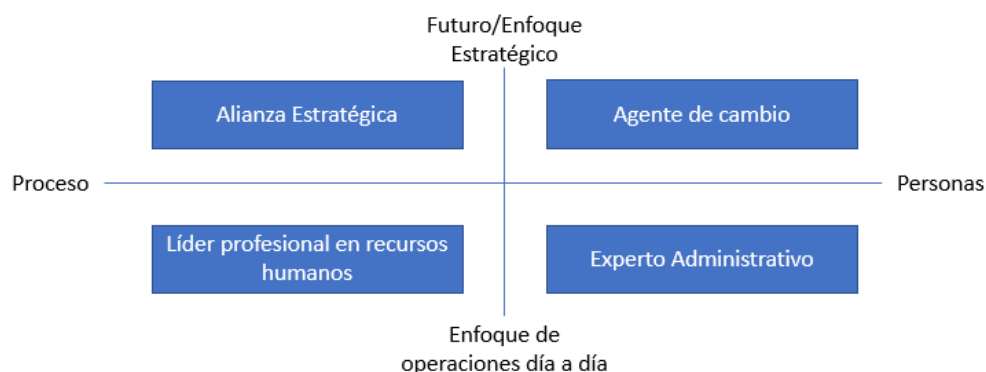 Futuro/Enfoque
Estratégico
Alianza Estratégica
Agente de cambio
Proceso
Personas
Líder profesional en recursos
humanos
Experto Administrativo
Enfoque de
operaciones día a día